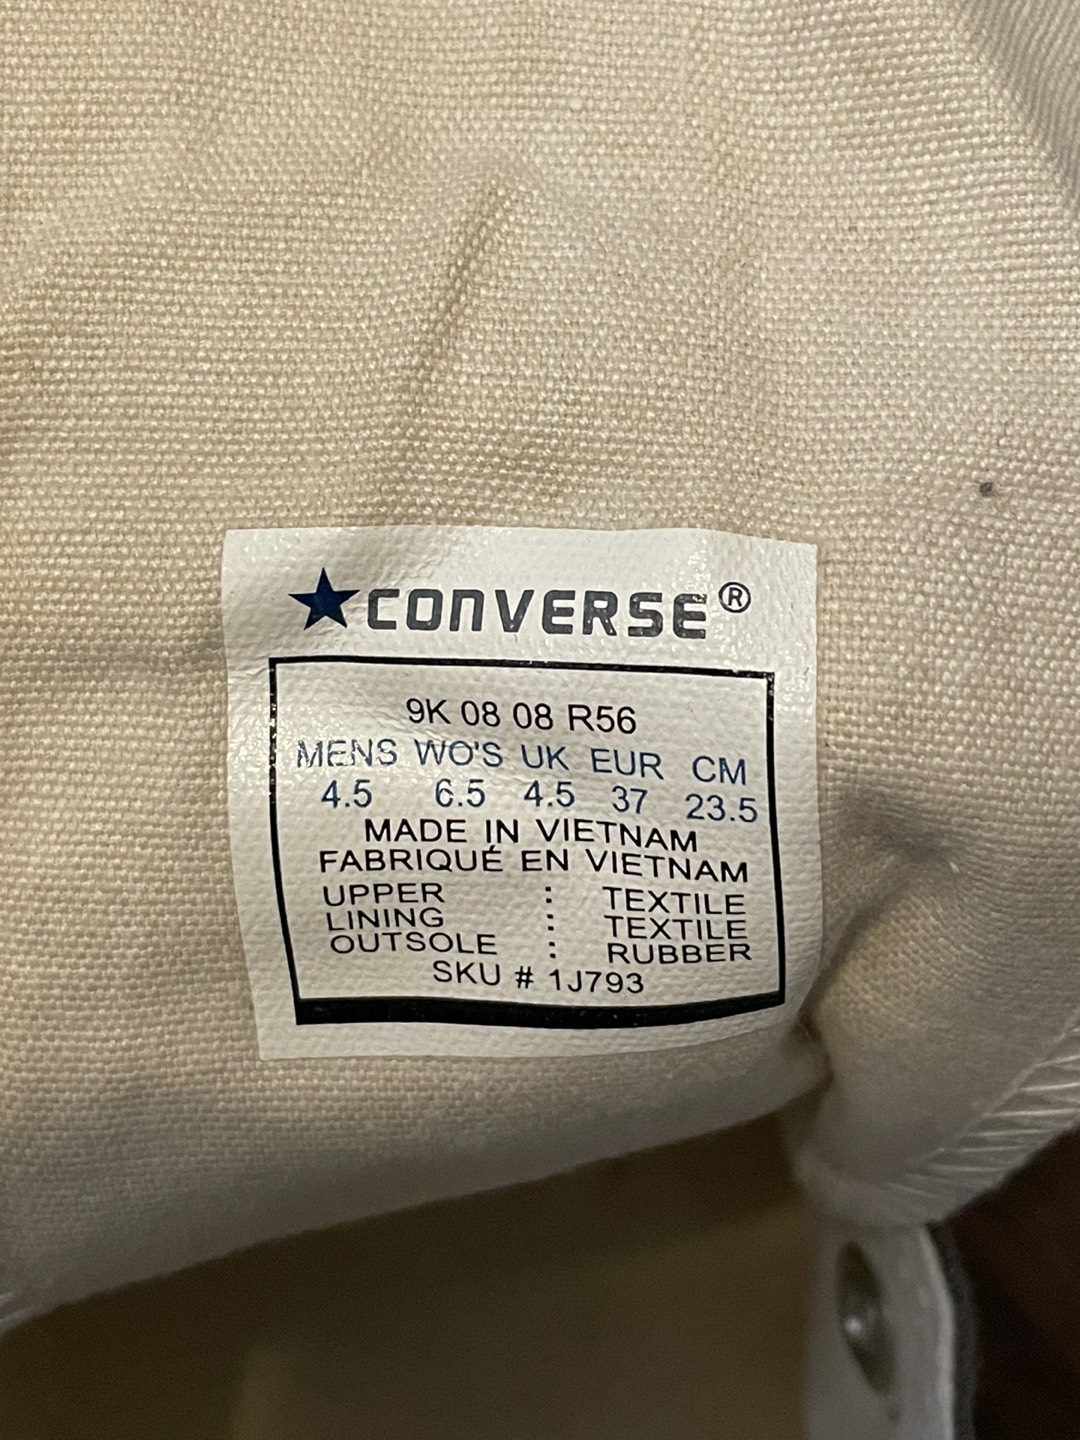 CONVERSE®
9K 08 08 R56
MENS WO'S UK EUR CM
4.5 6.5 4.5 37 23.5
MADE IN VIETNAM
FABRIQUÉ EN VIETNAM
UPPER : TEXTILE
LINING : TEXTILE
OUTSOLE : RUBBER
SKU # 1J793